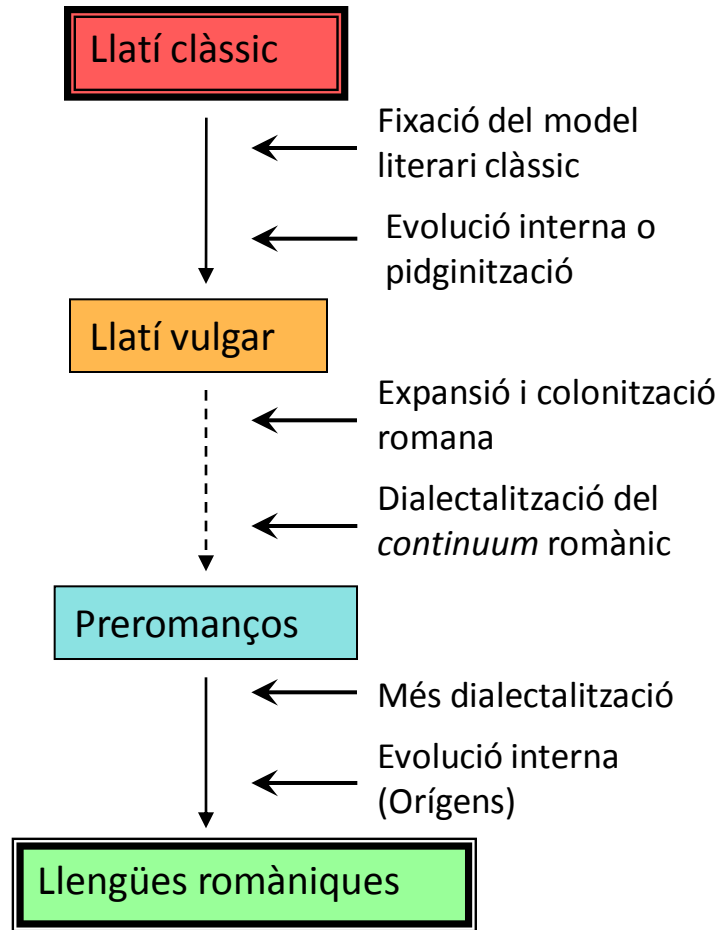 Llatí clàssic
Fixació del model
literari clàssic
Evolució interna o
pidginització
Llatí vulgar
Expansió i colonització
romana
Dialectalització del
continuum romànic
Preromanços
Més dialectalització
Evolució interna
(Orígens)
Llengües romàniques